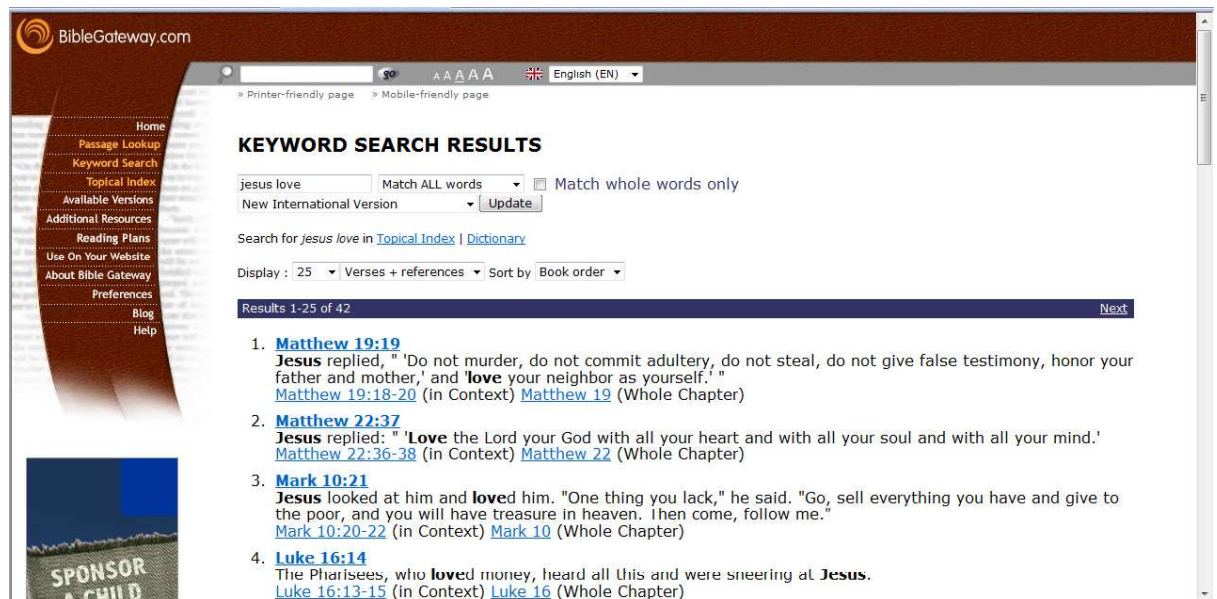 BibleGateway.com
go A A A A A English (EN)
» Printer-friendly page » Mobile-friendly page
Home
Passage Lookup
Keyword Search
Topical Index
Available Versions
Additional Resources
Reading Plans
Use On Your Website
About Bible Gateway
Preferences
Blog
Help
KEYWORD SEARCH RESULTS
jesus love Match ALL words Match whole words only
New International Version Update
Search for jesus love in Topical Index | Dictionary
Display : 25 Verses + references Sort by Book order
Results 1-25 of 42 Next
1. Matthew 19:19
Jesus replied, " 'Do not murder, do not commit adultery, do not steal, do not give false testimony, honor your
father and mother,' and 'love your neighbor as yourself.' "
Matthew 19:18-20 (in Context) Matthew 19 (Whole Chapter)
2. Matthew 22:37
Jesus replied: " 'Love the Lord your God with all your heart and with all your soul and with all your mind.'
Matthew 22:36-38 (in Context) Matthew 22 (Whole Chapter)
3. Mark 10:21
Jesus looked at him and loved him. "One thing you lack," he said. "Go, sell everything you have and give to
the poor, and you will have treasure in heaven. Then come, follow me."
Mark 10:20-22 (in Context) Mark 10 (Whole Chapter)
4. Luke 16:14
The Pharisees, who loved money, heard all this and were sneering at Jesus.
Luke 16:13-15 (in Context) Luke 16 (Whole Chapter)
SPONSOR
A CHILD